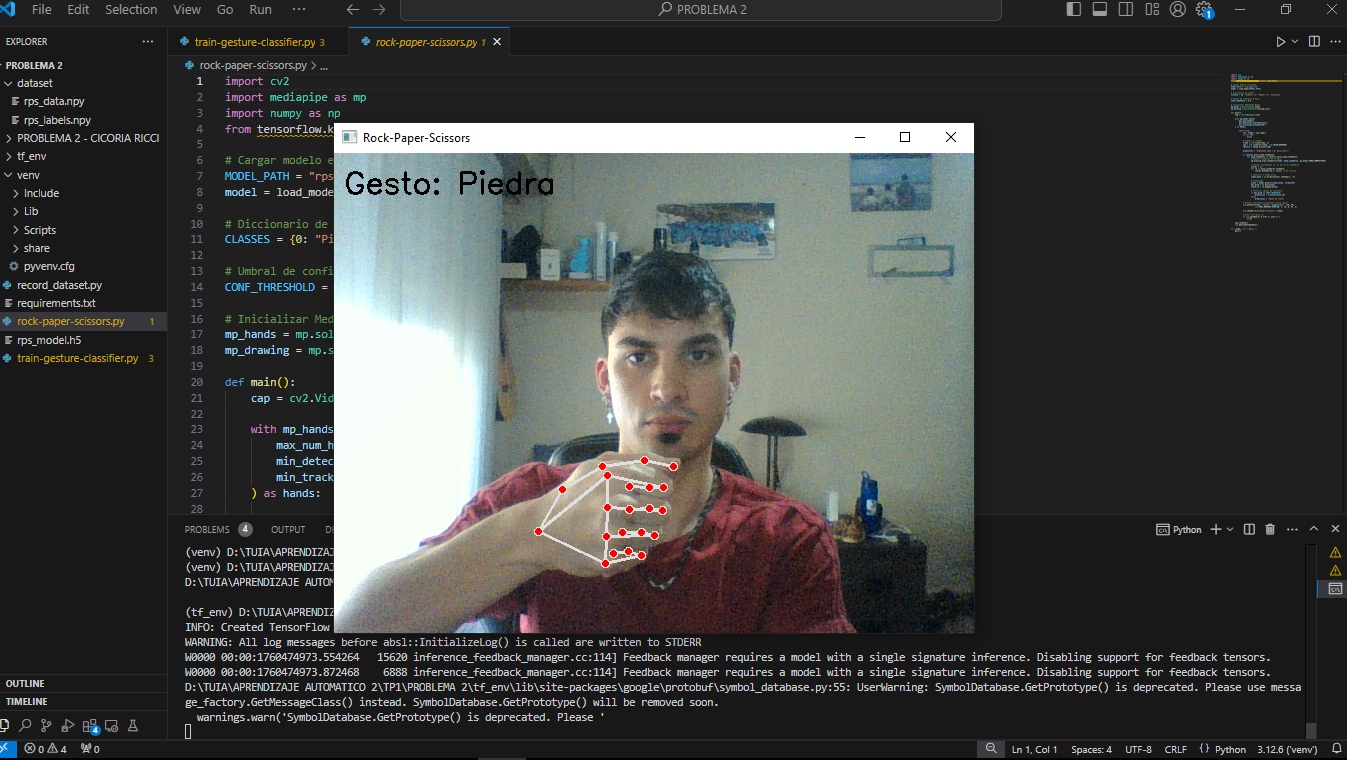 File Edit Selection View Go Run ··· PROBLEMA 2
1
EXPLORER ···
PROBLEMA 2
dataset
rps_data.npy
rps_labels.npy
PROBLEMA 2 - CICORIA RICCI
tf_env
venv
Include
Lib
Scripts
share
pyvenv.cfg
record_dataset.py
requirements.txt
rock-paper-scissors.py 1
rps_model.h5
train-gesture-classifier.py 3
OUTLINE
TIMELINE
4
train-gesture-classifier.py 3 rock-paper-scissors.py 1
rock-paper-scissors.py > ...
1 import cv2
2 import mediapipe as mp
3 import numpy as np
4 from tensorflow.k
5
6 # Cargar modelo e
7 MODEL_PATH = "rps
8 model = load_mode
9
10 # Diccionario de
11 CLASSES = {0: "Pi
12
13 # Umbral de confi
14 CONF_THRESHOLD =
15
16 # Inicializar Med
17 mp_hands = mp.sol
18 mp_drawing = mp.s
19
20 def main():
21 cap = cv2.Vid
22
23 with mp_hands
24 max_num_h
25 min_detec
26 min_track
27 ) as hands:
28
Rock-Paper-Scissors
Gesto: Piedra
PROBLEMS 4 OUTPUT Python
(venv) D:\TUIA\APRENDIZA
(venv) D:\TUIA\APRENDIZA
D:\TUIA\APRENDIZAJE AUTOM
(tf_env) D:\TUIA\APRENDIZ
INFO: Created TensorFlow
WARNING: All log messages before absl::InitializeLog() is called are written to STDERR
W0000 00:00:1760474973.554264 15620 inference_feedback_manager.cc:114] Feedback manager requires a model with a single signature inference. Disabling support for feedback tensors.
W0000 00:00:1760474973.872468 6888 inference_feedback_manager.cc:114] Feedback manager requires a model with a single signature inference. Disabling support for feedback tensors.
D:\TUIA\APRENDIZAJE AUTOMATICO 2\TP1\PROBLEMA 2\tf_env\lib\site-packages\google\protobuf\symbol_database.py:55: UserWarning: SymbolDatabase.GetPrototype() is deprecated. Please use messa
ge_factory.GetMessageClass() instead. SymbolDatabase.GetPrototype() will be removed soon.
warnings.warn('SymbolDatabase.GetPrototype() is deprecated. Please '
0 4 0 Ln 1, Col 1 Spaces: 4 UTF-8 CRLF Python 3.12.6 ('venv')